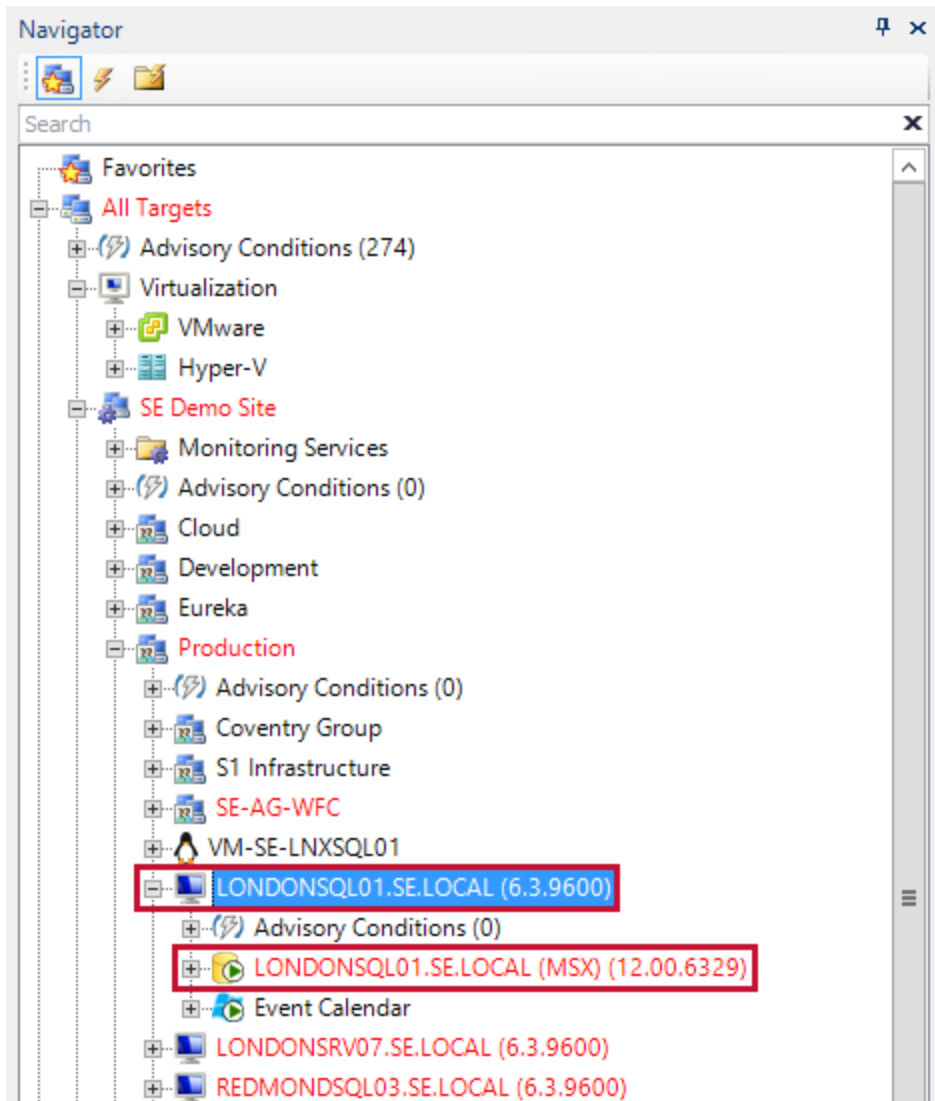 Navigator
Search
Favorites
All Targets
Advisory Conditions (274)
Virtualization
VMware
Hyper-V
SE Demo Site
Monitoring Services
Advisory Conditions (0)
Cloud
Development
Eureka
Production
Advisory Conditions (0)
Coventry Group
S1 Infrastructure
SE-AG-WFC
VM-SE-LNXSQL01
LONDONSQL01.SE.LOCAL (6.3.9600)
Advisory Conditions (0)
LONDONSQL01.SE.LOCAL (MSX) (12.00.6329)
Event Calendar
LONDONSRV07.SE.LOCAL (6.3.9600)
REDMONDSQL03.SE.LOCAL (6.3.9600)